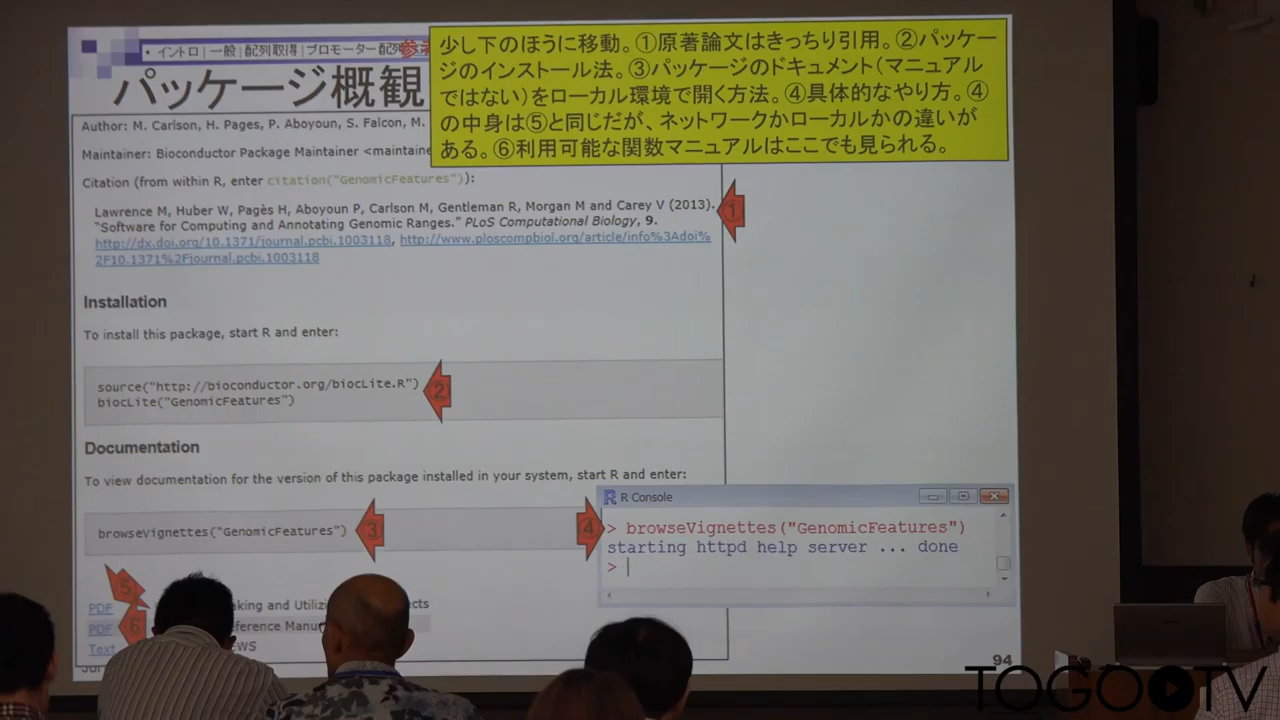 ・イントロ｜一般｜配列取得｜プロモーター配列
パッケージ概観
少し下のほうに移動。①原著論文はきっちり引用。②パッケー
ジのインストール法。③パッケージのドキュメント（マニュアル
ではない）をローカル環境で開く方法。④具体的なやり方。④
の中身は⑤と同じだが、ネットワークかローカルかの違いが
ある。⑥利用可能な関数マニュアルはここでも見られる。
Author: M. Carlson, H. Pages, P. Aboyoun, S. Falcon, M.
Maintainer: Bioconductor Package Maintainer <maintaine
Citation (from within R, enter citation("GenomicFeatures")):
Lawrence M, Huber W, Pagès H, Aboyoun P, Carlson M, Gentleman R, Morgan M and Carey V (2013).
“Software for Computing and Annotating Genomic Ranges.” PLoS Computational Biology, 9.
http://dx.doi.org/10.1371/journal.pcbi.1003118, http://www.ploscompbiol.org/article/info%3Adoi%
2F10.1371%2Fjournal.pcbi.1003118
①
Installation
To install this package, start R and enter:
source("http://bioconductor.org/biocLite.R")
biocLite("GenomicFeatures")
②
Documentation
To view documentation for the version of this package installed in your system, start R and enter:
browseVignettes("GenomicFeatures")
③
④
R Console
> browseVignettes("GenomicFeatures")
starting httpd help server ... done
>
⑤
PDF aking and Utilizi ects
PDF ⑥ eference Manu
Text EWS
94
TOGOTV